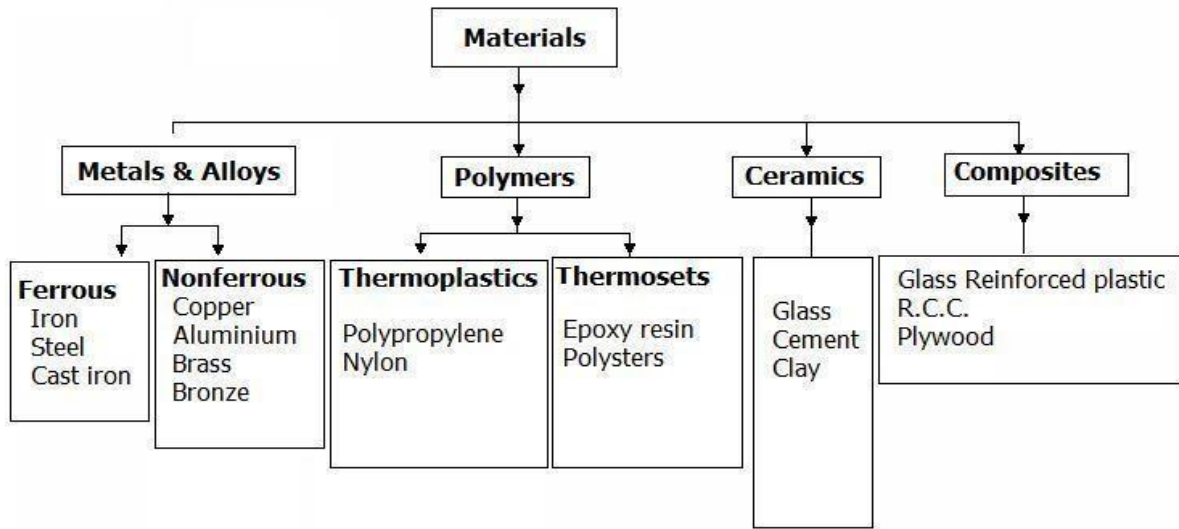 Materials
Metals & Alloys
Polymers
Ceramics
Composites
Ferrous
Iron
Steel
Cast iron
Nonferrous
Copper
Aluminium
Brass
Bronze
Thermoplastics
Polypropylene
Nylon
Thermosets
Epoxy resin
Polysters
Glass
Cement
Clay
Glass Reinforced plastic
R.C.C.
Plywood